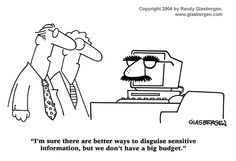 Copyright 2004 by Randy Glasbergen.
www.glasbergen.com
GLASBERGEN
"I'm sure there are better ways to disguise sensitive
information, but we don't have a big budget."